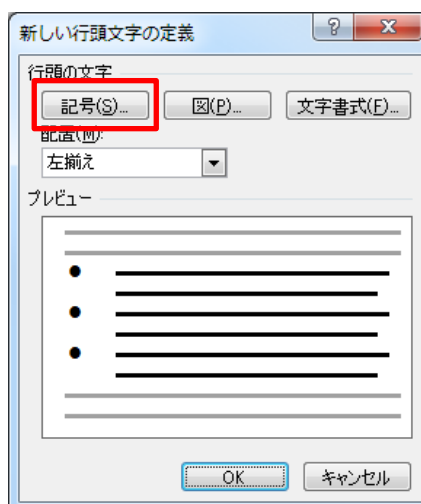 新しい行頭文字の定義
行頭の文字
記号(S)... 図(P)... 文字書式(F)...
配置(M):
左揃え
プレビュー
OK キャンセル